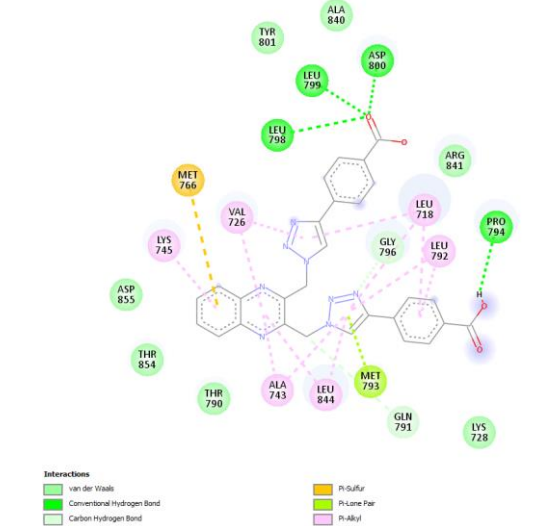 ALA
840
TYR
801
ASP
800
LEU
799
LEU
798
ARG
841
MET
766
VAL
726
LEU
718
PRO
794
LYS
745
GLY
796
LEU
792
H
O
O
N
N
N
N
N
N
N
N
O
O
ASP
855
THR
854
THR
790
ALA
743
LEU
844
MET
793
GLN
791
LYS
728
Interactions
van der Waals
Conventional Hydrogen Bond
Carbon Hydrogen Bond
Pi-Sulfur
Pi-Lone Pair
Pi-Alkyl